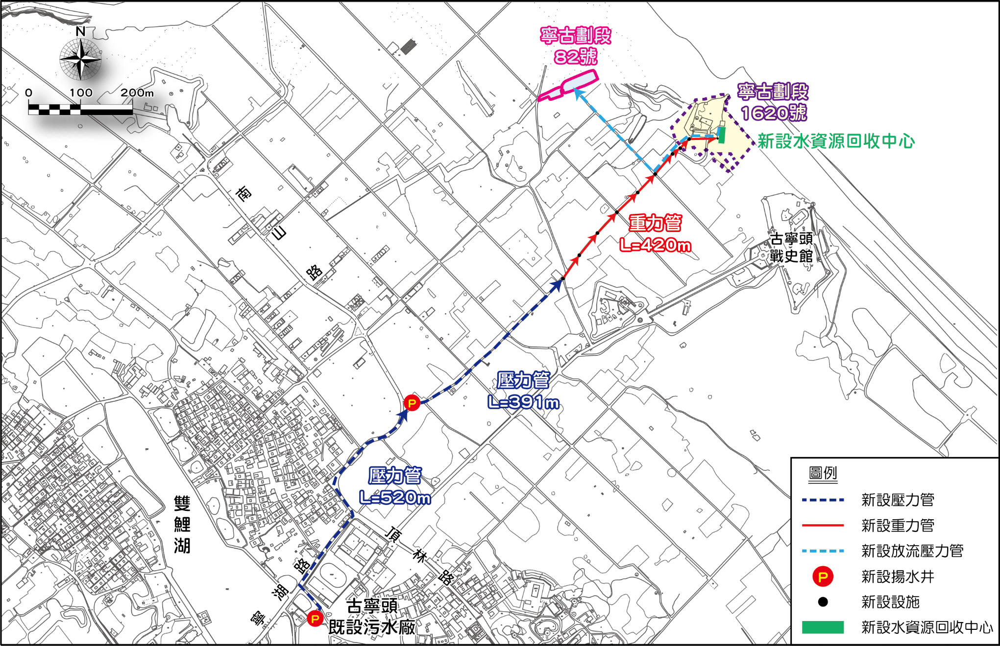 N
0 100 200m
寧古劃段
82號
寧古劃段
1620號
新設水資源回收中心
南山路
重力管
L=420m
古寧頭
戰史館
壓力管
L=391m
P
壓力管
L=520m
雙鯉湖
頂林路
寧湖路
古寧頭
既設污水廠
P
圖例
新設壓力管
新設重力管
新設放流壓力管
P 新設揚水井
新設設施
新設水資源回收中心